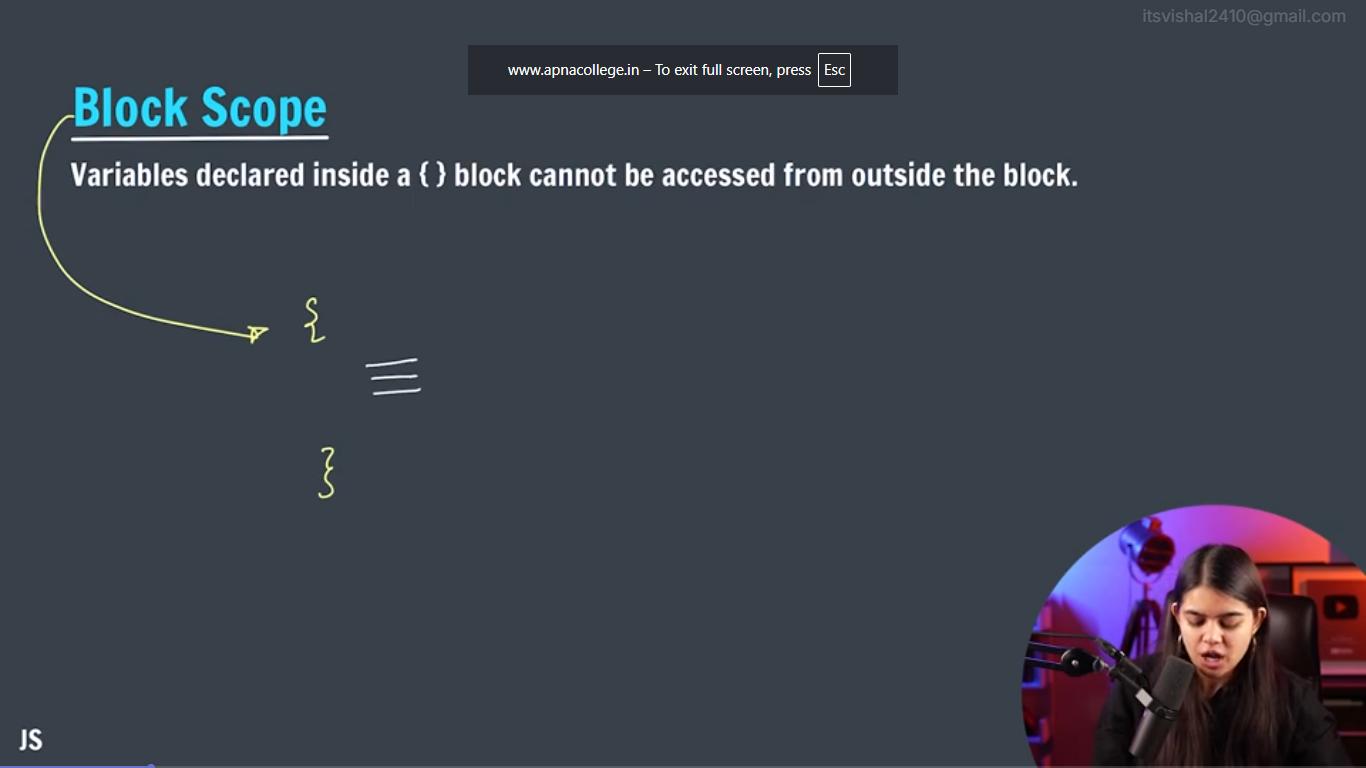 itsvishal2410@gmail.com
www.apnacollege.in – To exit full screen, press Esc
Block Scope
Variables declared inside a { } block cannot be accessed from outside the block.
{
}
JS